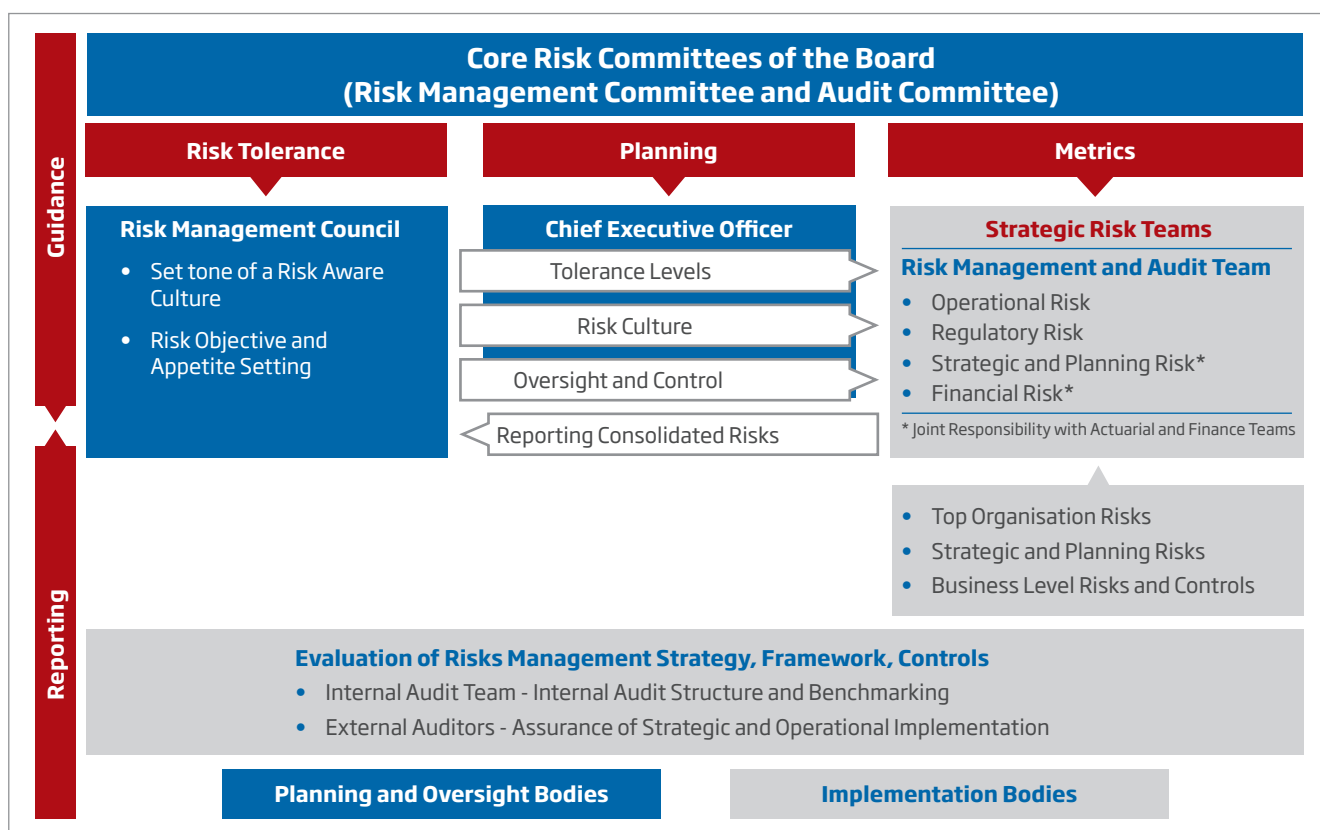 Core Risk Committees of the Board
(Risk Management Committee and Audit Committee)
Guidance
Risk Tolerance
Planning
Metrics
Risk Management Council
• Set tone of a Risk Aware
Culture
• Risk Objective and
Appetite Setting
Chief Executive Officer
Tolerance Levels
Risk Culture
Oversight and Control
Reporting Consolidated Risks
Strategic Risk Teams
Risk Management and Audit Team
• Operational Risk
• Regulatory Risk
• Strategic and Planning Risk*
• Financial Risk*
* Joint Responsibility with Actuarial and Finance Teams
• Top Organisation Risks
• Strategic and Planning Risks
• Business Level Risks and Controls
Reporting
Evaluation of Risks Management Strategy, Framework, Controls
• Internal Audit Team - Internal Audit Structure and Benchmarking
• External Auditors - Assurance of Strategic and Operational Implementation
Planning and Oversight Bodies
Implementation Bodies